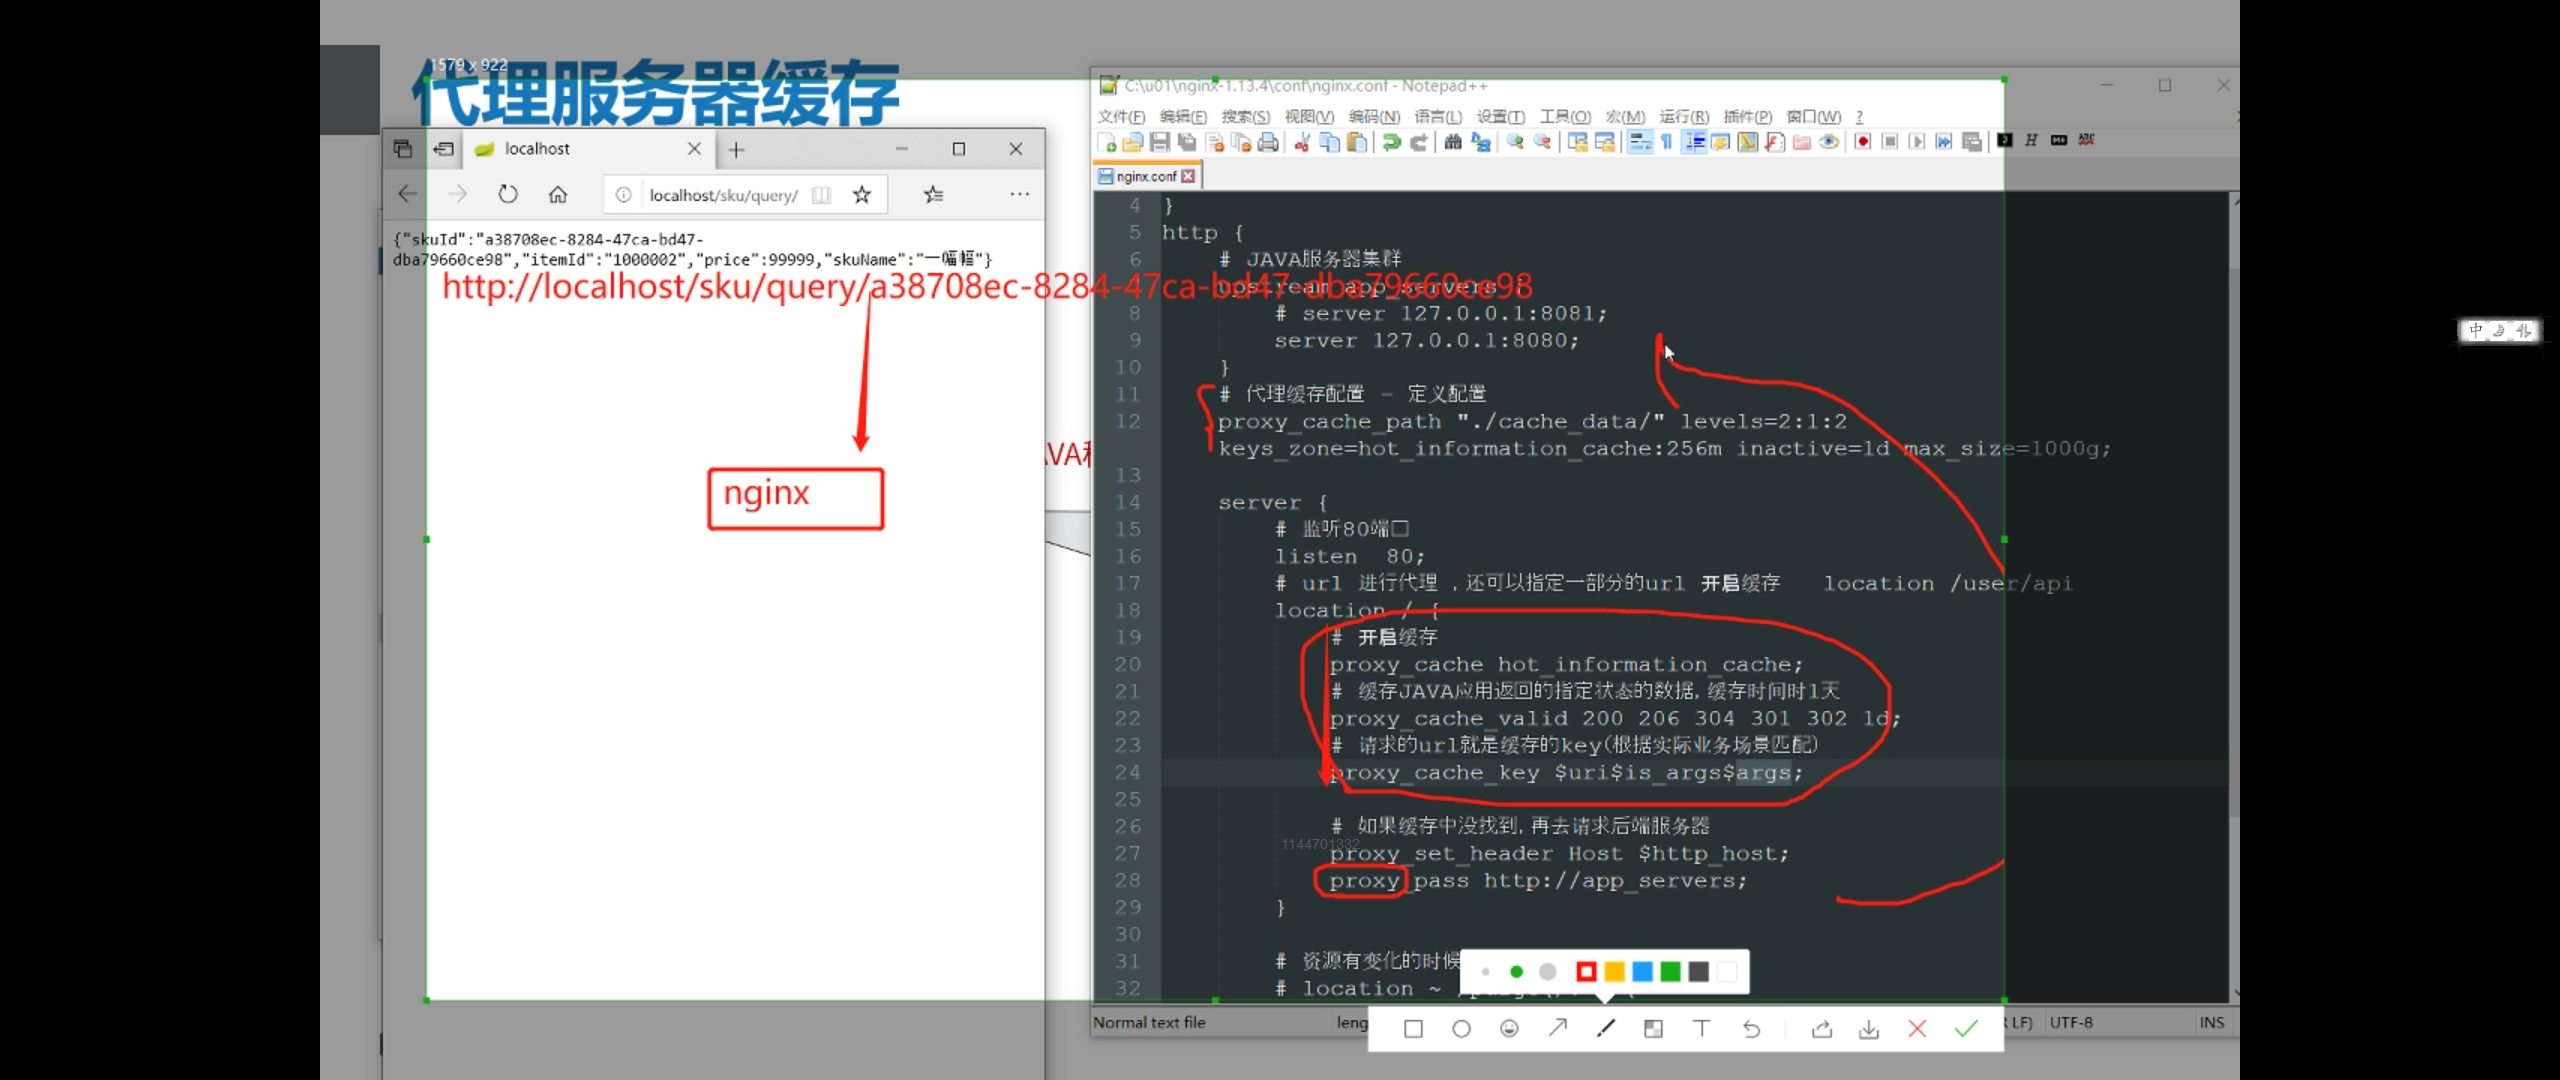 1579 x 922
代理服务器缓存
localhost
localhost/sku/query/
{"skuId":"a38708ec-8284-47ca-bd47-
dba79660ce98","itemId":"1000002","price":99999,"skuName":"一幅幅"}
http://localhost/sku/query/a38708ec-8284-47ca-bd47-dba79660ce98
nginx
C:\u01\nginx-1.13.4\conf\nginx.conf - Notepad++
文件(F) 编辑(E) 搜索(S) 视图(V) 编码(N) 语言(L) 设置(T) 工具(O) 宏(M) 运行(R) 插件(P) 窗口(W) ?
nginx.conf
4 }
5 http {
6 # JAVA服务器集群
upstream app_servers {
8 # server 127.0.0.1:8081;
9 server 127.0.0.1:8080;
10 }
11 # 代理缓存配置 - 定义配置
12 proxy_cache_path "./cache_data/" levels=2:1:2
keys_zone=hot_information_cache:256m inactive=1d max_size=1000g;
13
14 server {
15 # 监听80端口
16 listen 80;
17 # url 进行代理 ,还可以指定一部分的url 开启缓存 location /user/api
18 location / {
19 # 开启缓存
20 proxy_cache hot_information_cache;
21 # 缓存JAVA应用返回的指定状态的数据,缓存时间时1天
22 proxy_cache_valid 200 206 304 301 302 1d;
23 # 请求的url就是缓存的key(根据实际业务场景匹配)
24 proxy_cache_key $uri$is_args$args;
25
26 # 如果缓存中没找到,再去请求后端服务器
1144701332
27 proxy_set_header Host $http_host;
28 proxy_pass http://app_servers;
29 }
30
31 # 资源有变化的时候
32 # location ~
Normal text file
leng
LF) UTF-8 INS
中